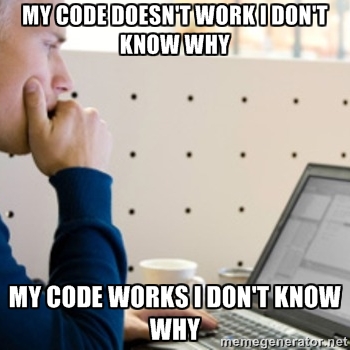 MY CODE DOESN'T WORK I DON'T
KNOW WHY
MY CODE WORKS I DON'T KNOW
WHY
memegenerator.net